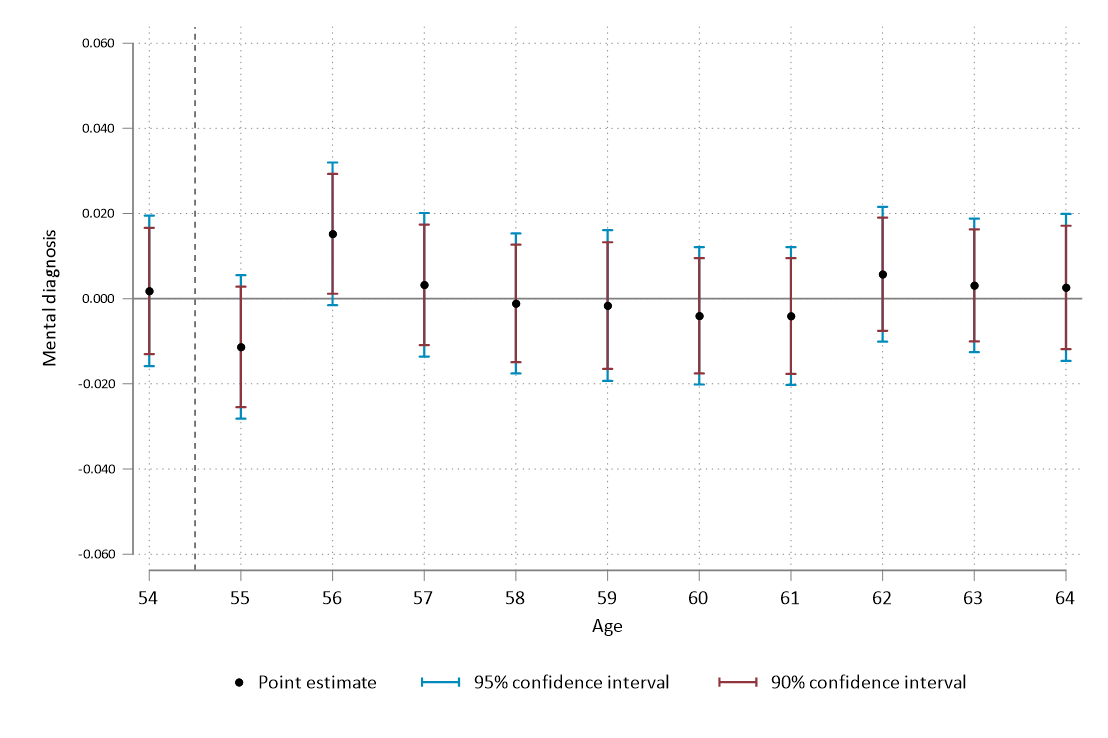 Mental diagnosis
0.060
0.040
0.020
0.000
-0.020
-0.040
-0.060
54 55 56 57 58 59 60 61 62 63 64
Age
Point estimate 95% confidence interval 90% confidence interval